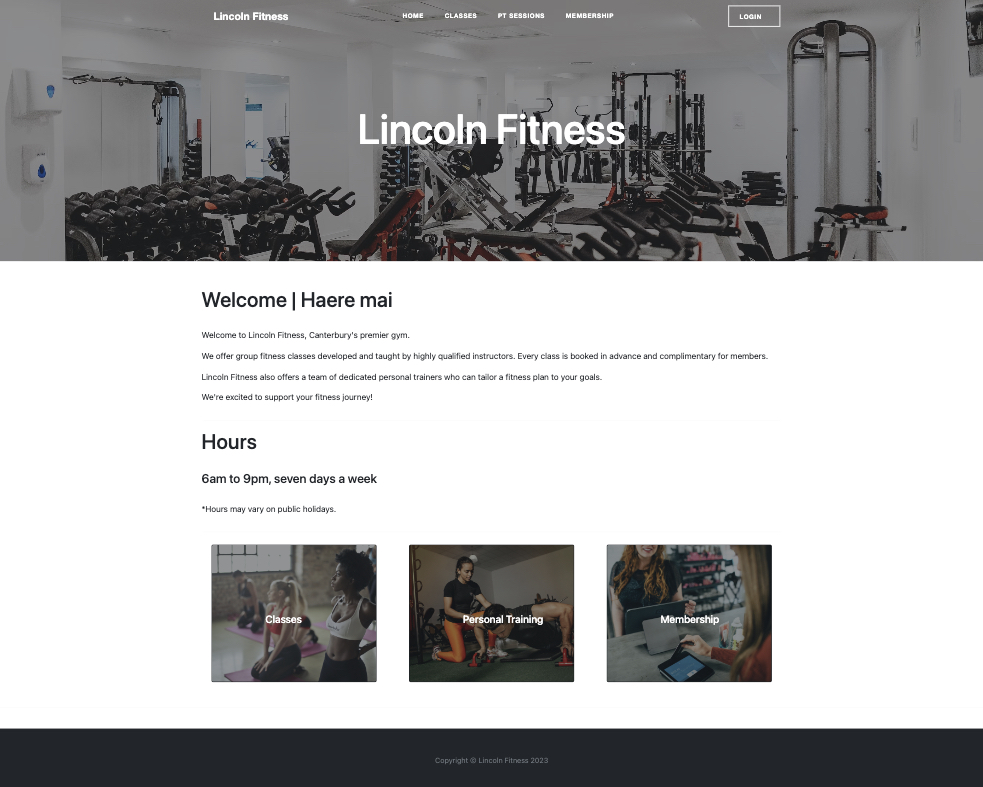 Lincoln Fitness
HOME CLASSES PT SESSIONS MEMBERSHIP
LOGIN
Lincoln Fitness
Welcome | Haere mai
Welcome to Lincoln Fitness, Canterbury's premier gym.
We offer group fitness classes developed and taught by highly qualified instructors. Every class is booked in advance and complimentary for members.
Lincoln Fitness also offers a team of dedicated personal trainers who can tailor a fitness plan to your goals.
We're excited to support your fitness journey!
Hours
6am to 9pm, seven days a week
*Hours may vary on public holidays.
Classes
Personal Training
Membership
Copyright © Lincoln Fitness 2023